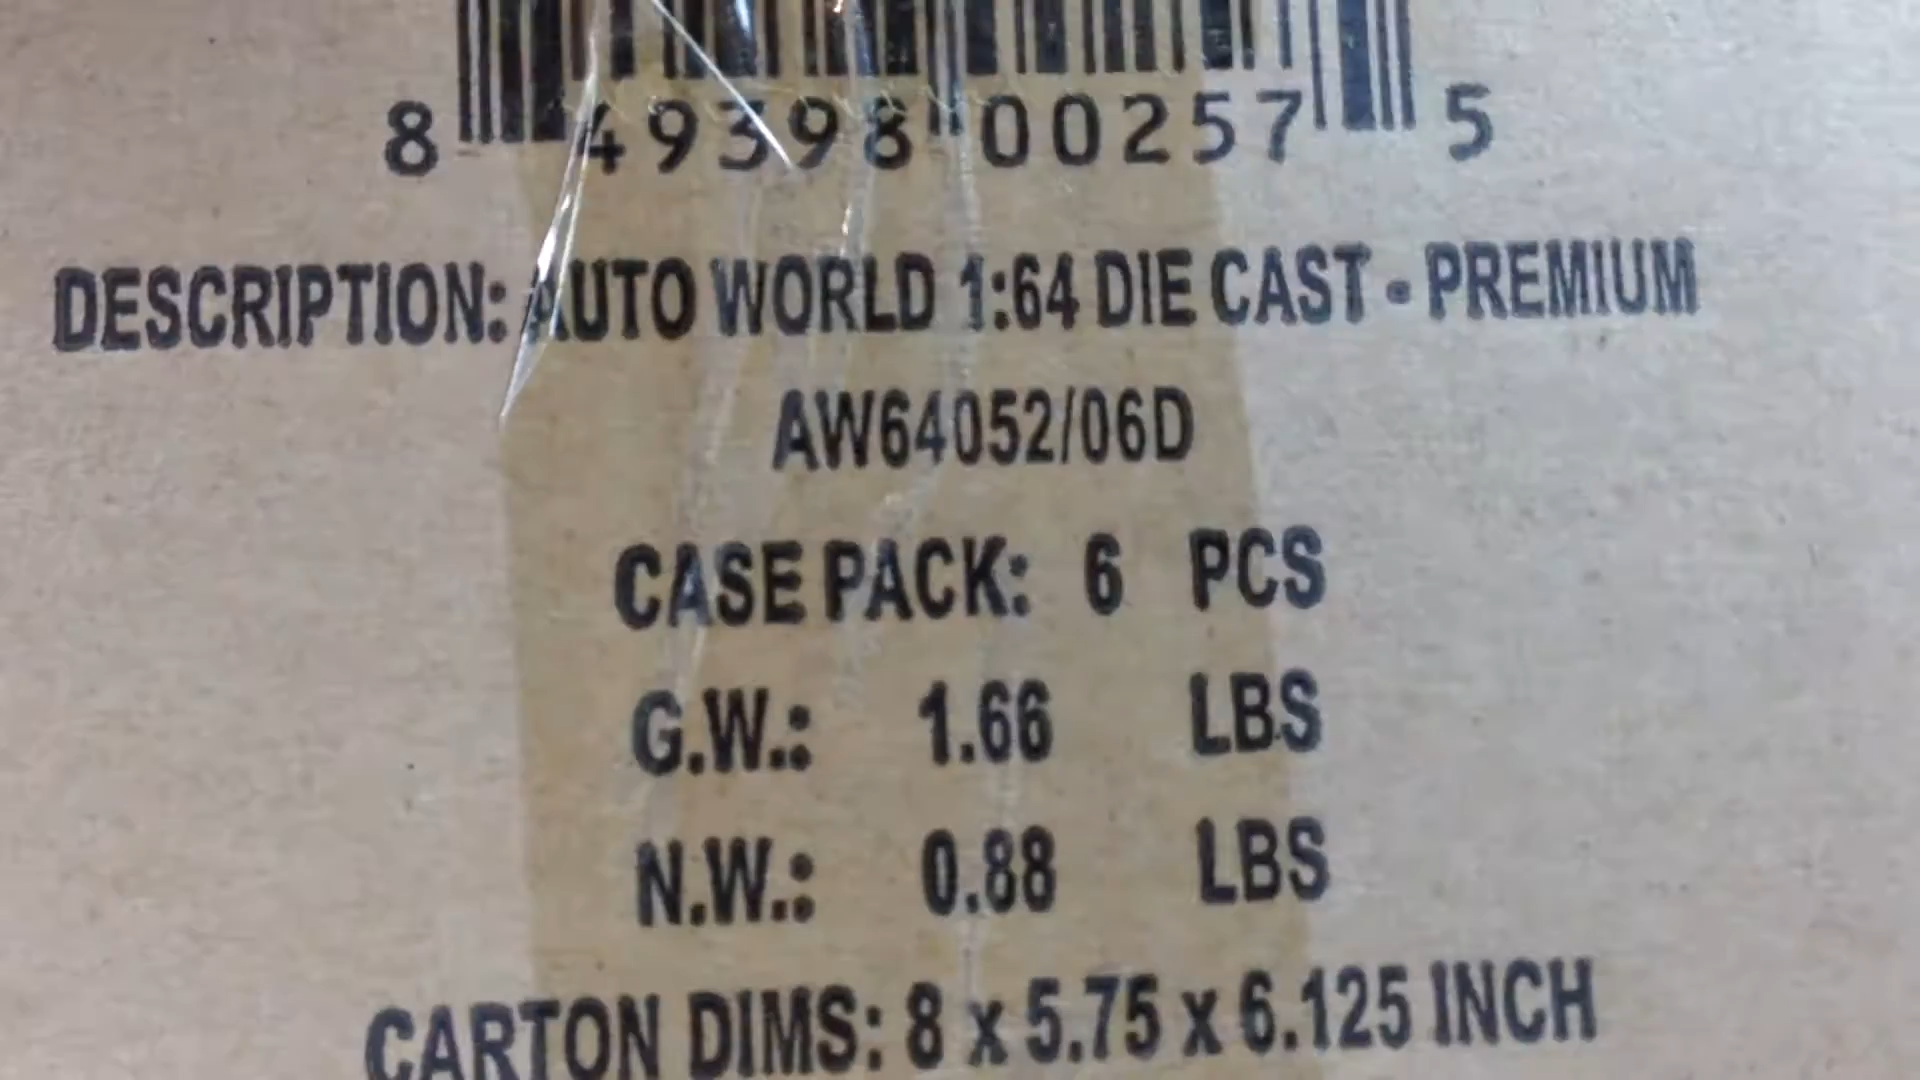 8 49398 00257 5
DESCRIPTION: AUTO WORLD 1:64 DIE CAST - PREMIUM
AW64052/06D
CASE PACK: 6 PCS
G.W.: 1.66 LBS
N.W.: 0.88 LBS
CARTON DIMS: 8 x 5.75 x 6.125 INCH